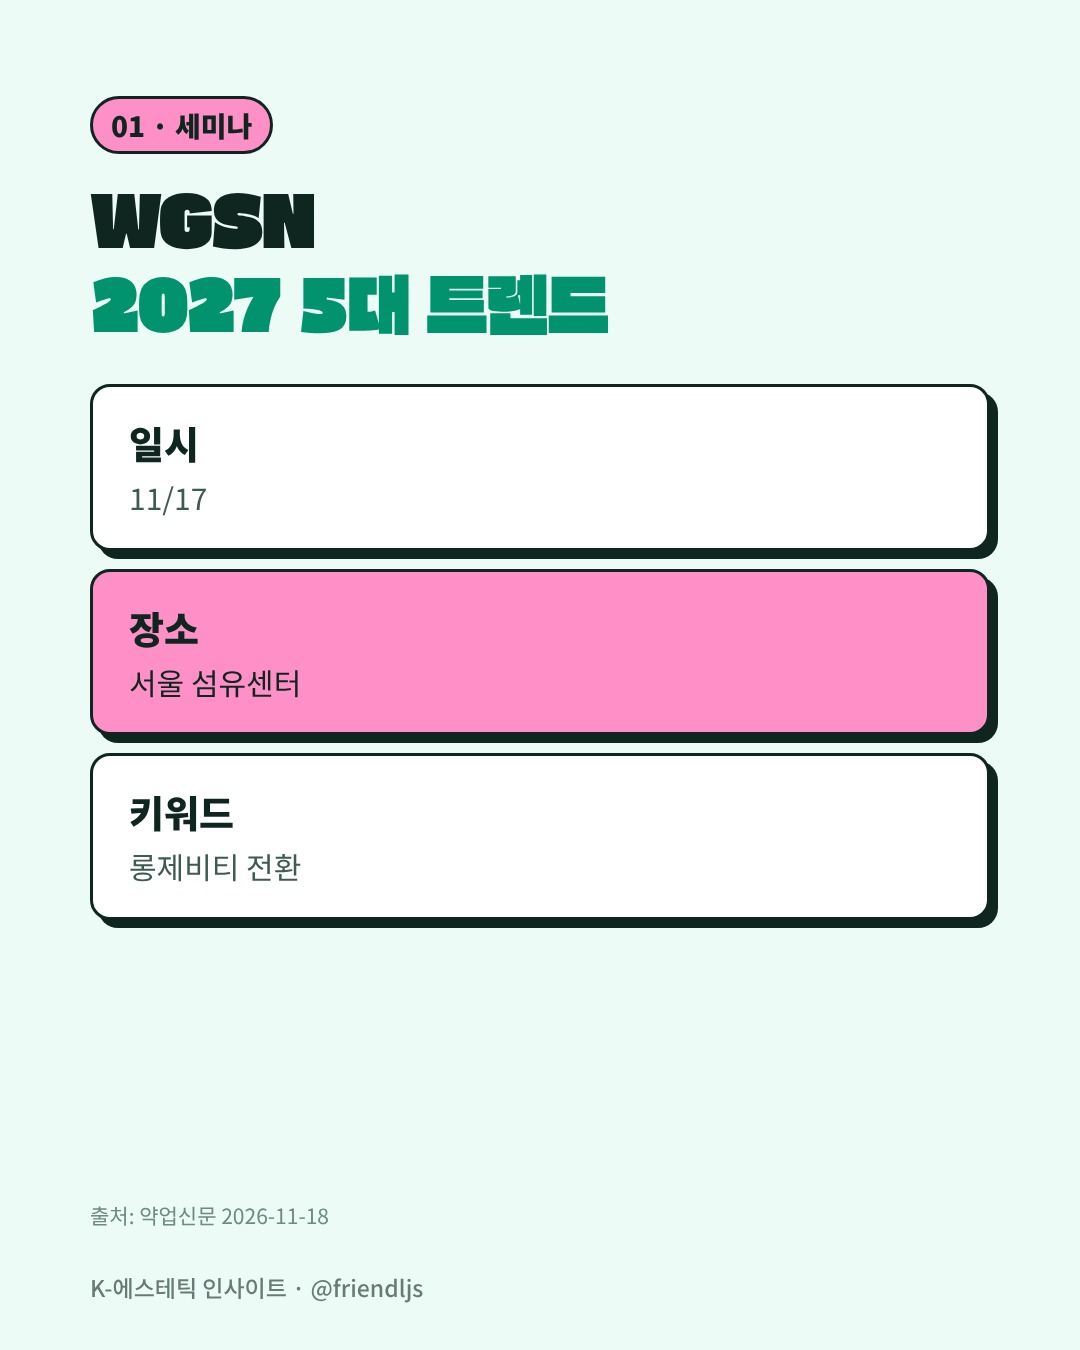 01 · 세미나
WGSN
2027 5대 트렌드
일시
11/17
장소
서울 섬유센터
키워드
롱제비티 전환
출처: 약업신문 2026-11-18
K-에스테틱 인사이트 · @friendljs